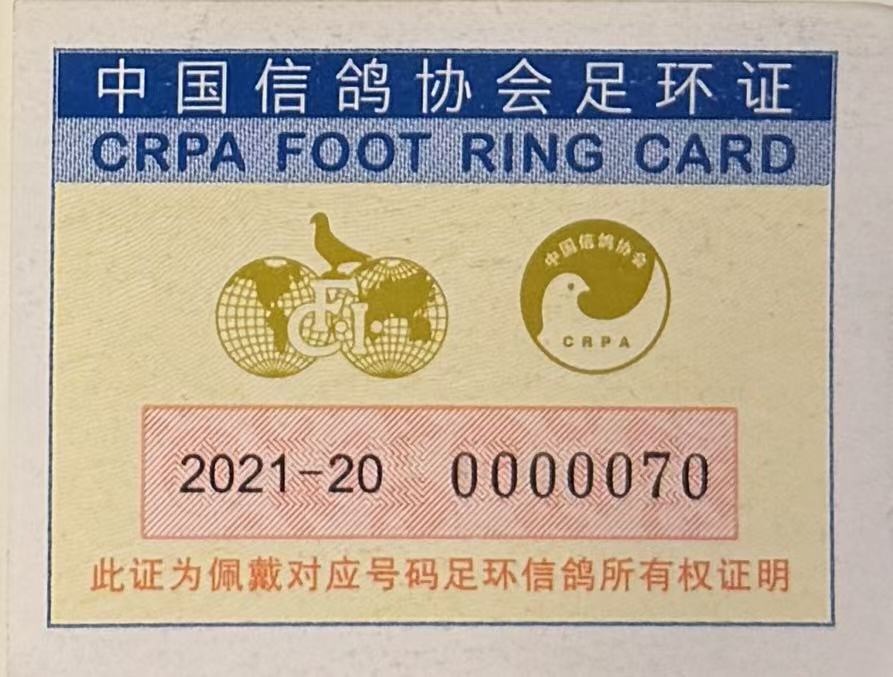 中国信鸽协会足环证
CRPA FOOT RING CARD
FCI
中国信鸽协会
CRPA
2021-20 0000070
此证为佩戴对应号码足环信鸽所有权证明